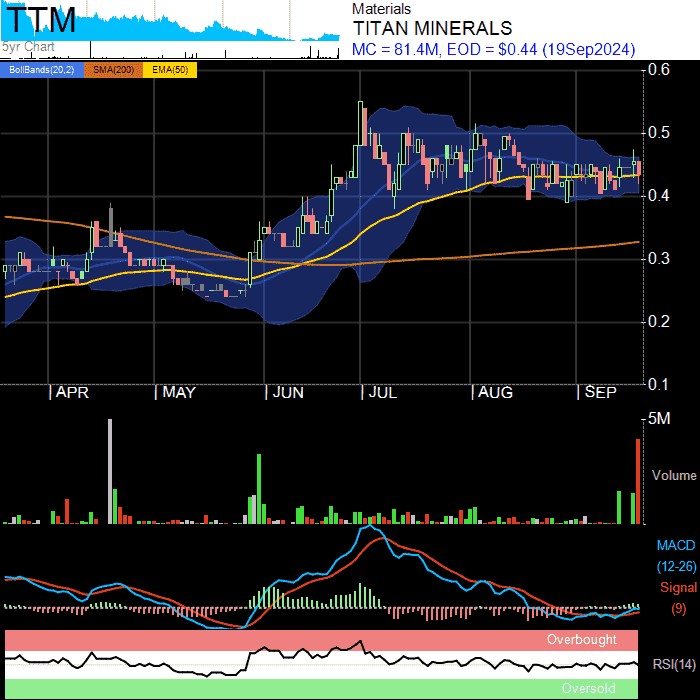 TTM
5yr Chart
Materials
TITAN MINERALS
MC = 81.4M, EOD = $0.44 (19Sep2024)
BollBands(20,2) SMA(200) EMA(50)
0.6
0.5
0.4
0.3
0.2
0.1
APR MAY JUN JUL AUG SEP
5M
Volume
MACD
(12-26)
Signal
(9)
Overbought
RSI(14)
Oversold